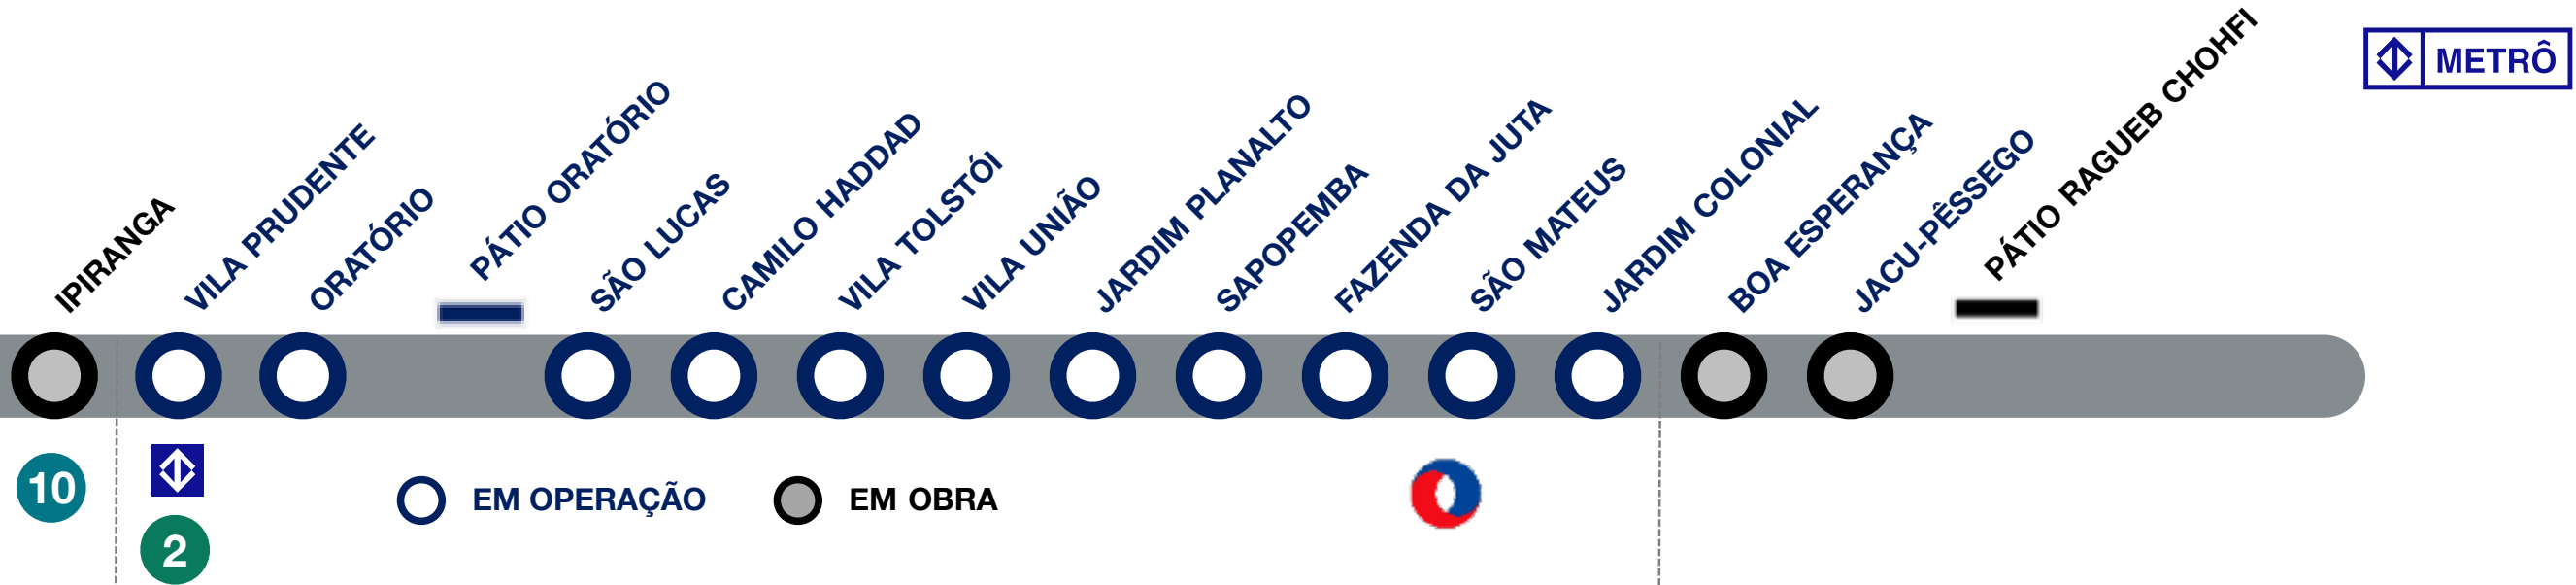 METRÔ
IPIRANGA
VILA PRUDENTE
ORATÓRIO
PÁTIO ORATÓRIO
SÃO LUCAS
CAMILO HADDAD
VILA TOLSTÓI
VILA UNIÃO
JARDIM PLANALTO
SAPOPEMBA
FAZENDA DA JUTA
SÃO MATEUS
JARDIM COLONIAL
BOA ESPERANÇA
JACU-PÊSSEGO
PÁTIO RAGUEB CHOHFI
10
2
EM OPERAÇÃO
EM OBRA